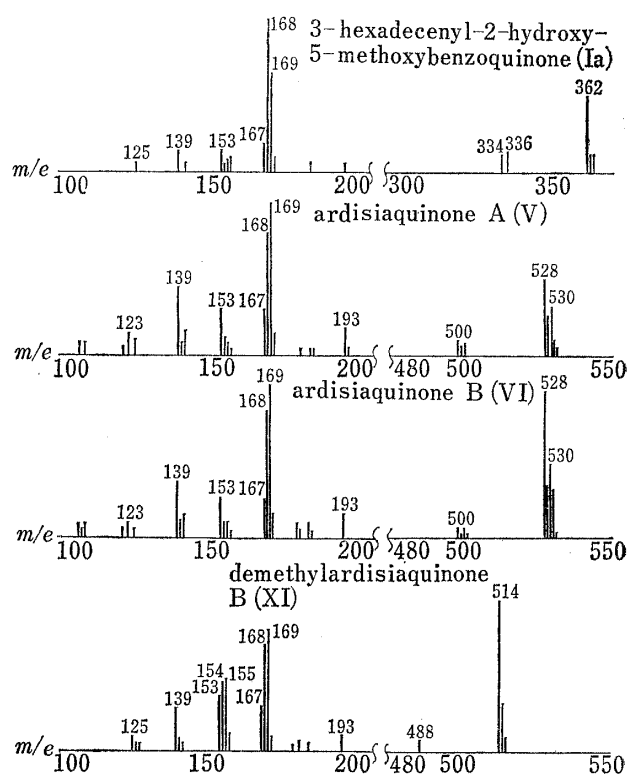 168
3-hexadecenyl-2-hydroxy-
5-methoxybenzoquinone (Ia)
169
362
125 139 153 167 334 336
m/e 100 150 200 300 350
ardisiaquinone A (V)
169
168
139
528
123 153 167 193 500 530
m/e 100 150 200 480 500 550
ardisiaquinone B (VI)
169
168
528
139
123 153 167 193 500 530
m/e 100 150 200 480 500 550
demethylardisiaquinone
B (XI)
514
168 169
154 155
153
167
125 139 193 488
m/e 100 150 200 480 500 550